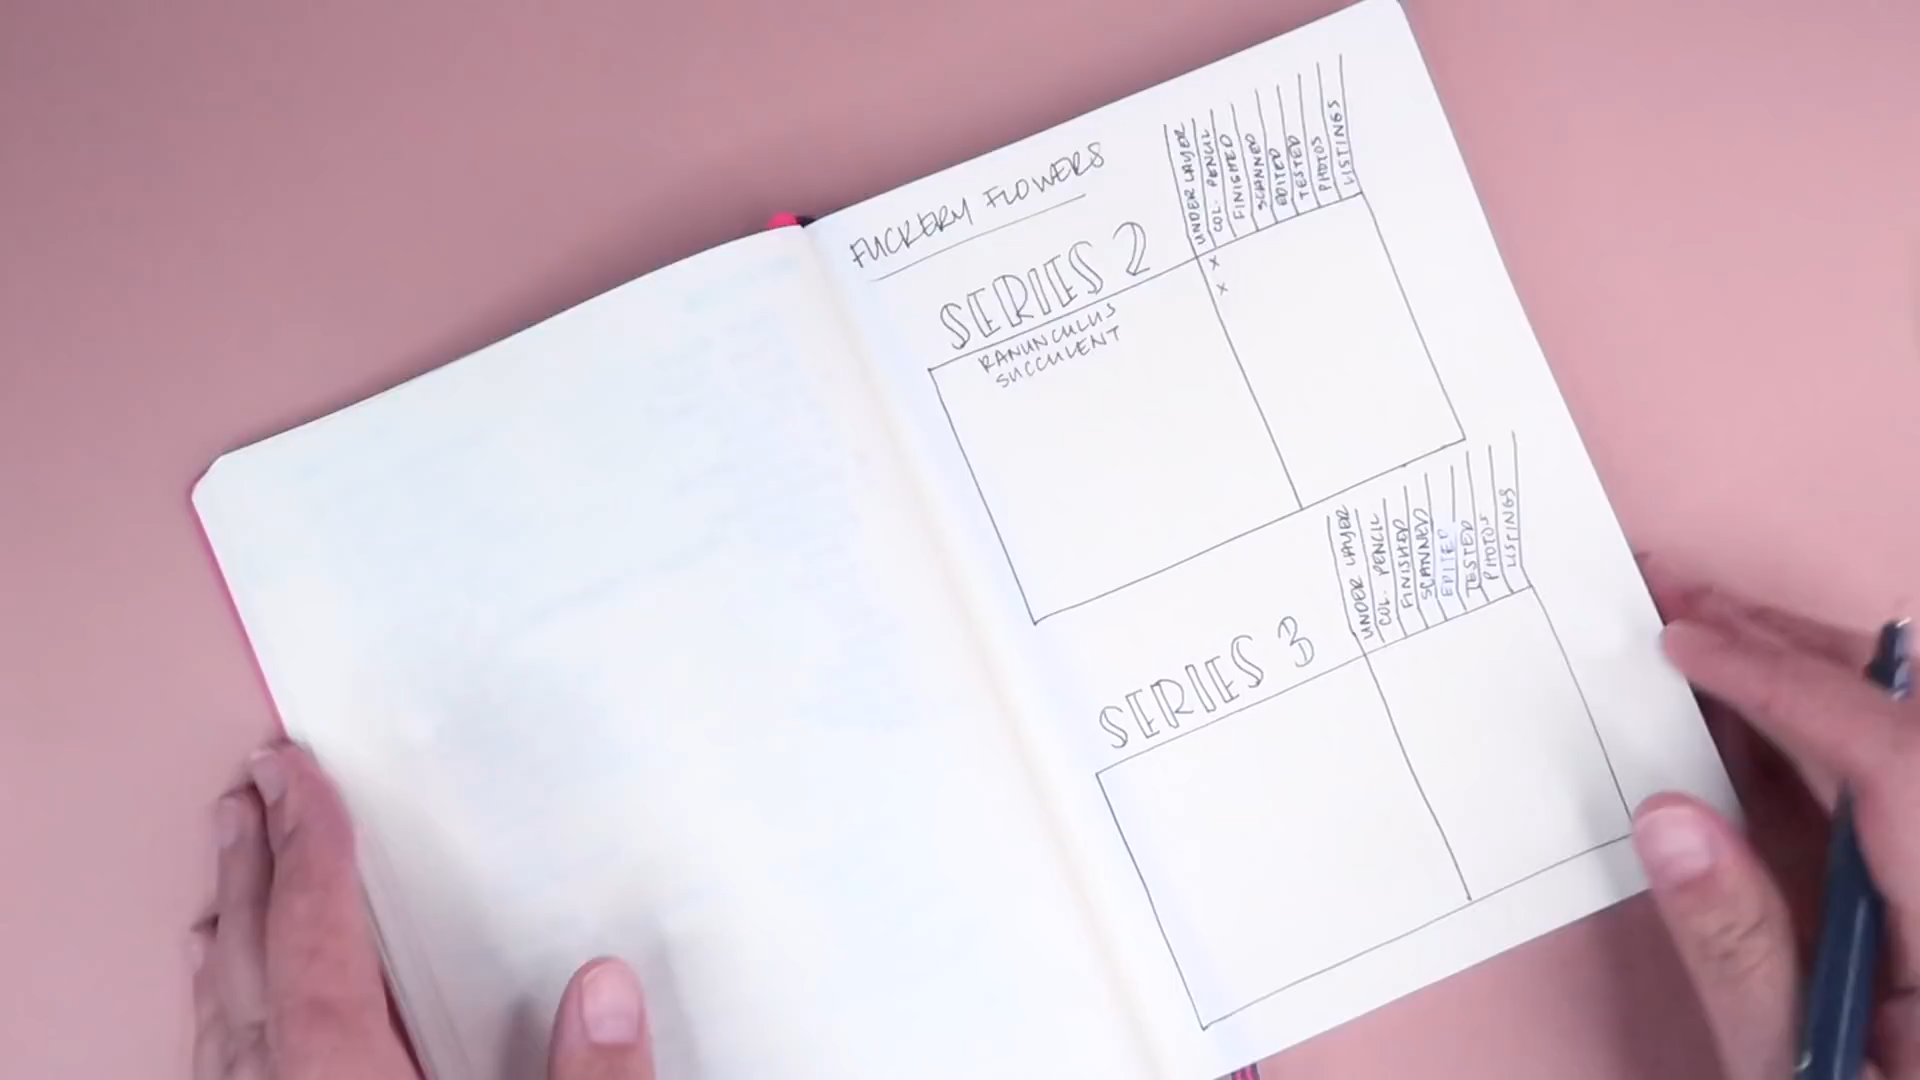 FUCKERY FLOWERS
SERIES 2
UNDER LAYER
COL. PENCIL
FINISHED
SCANNED
EDITED
TESTED
PHOTOS
LISTINGS
RANUNCULUS X
SUCCULENT X
SERIES 3
UNDER LAYER
COL. PENCIL
FINISHED
SCANNED
EDITED
TESTED
PHOTOS
LISTINGS